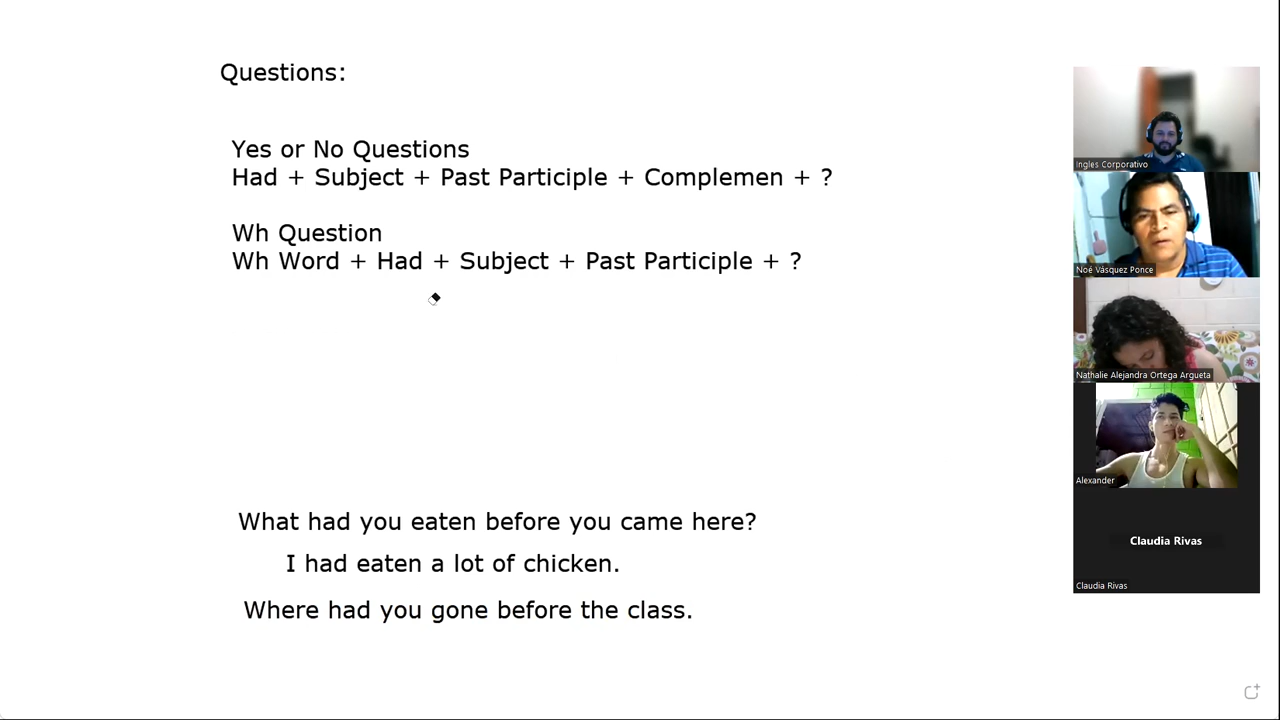 Questions:
Yes or No Questions
Had + Subject + Past Participle + Complemen + ?
Wh Question
Wh Word + Had + Subject + Past Participle + ?
What had you eaten before you came here?
I had eaten a lot of chicken.
Where had you gone before the class.
Ingles Corporativo
Noé Vásquez Ponce
Nathalie Alejandra Ortega Argueta
Alexander
Claudia Rivas
Claudia Rivas